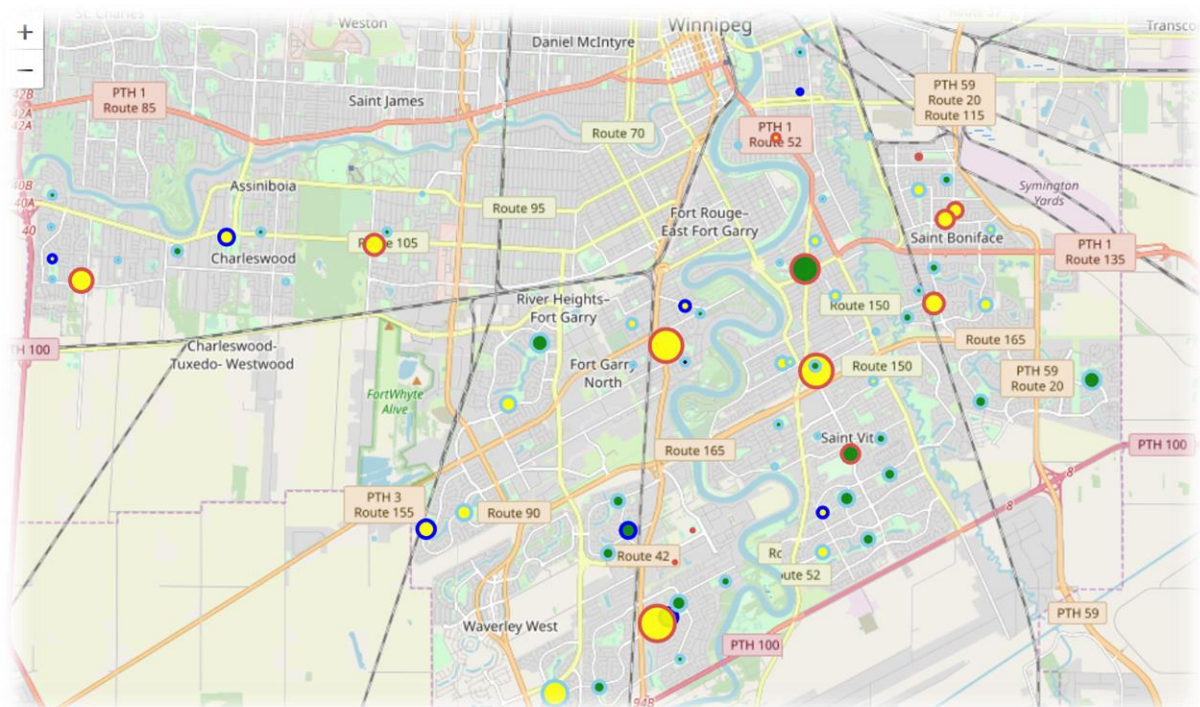 +
−
St. Charles
Weston
Winnipeg
Daniel McIntyre
Transco
PTH 1
Route 85
42B
42A
42A
Saint James
PTH 59
Route 20
Route 115
Route 70
PTH 1
Route 52
40B
40A
40
Assiniboia
Symington
Yards
Route 95
Fort Rouge–
East Fort Garry
Route 105
Charleswood
Saint Boniface
PTH 1
Route 135
River Heights–
Fort Garry
Route 150
TH 100
Charleswood-
Tuxedo- Westwood
Route 165
Fort Garry
North
Route 150
PTH 59
Route 20
FortWhyte
Alive
Saint Vit
Route 165
PTH 100
8
PTH 3
Route 155
Route 90
8
Route 42
Ro
oute 52
Waverley West
PTH 59
PTH 100
94B